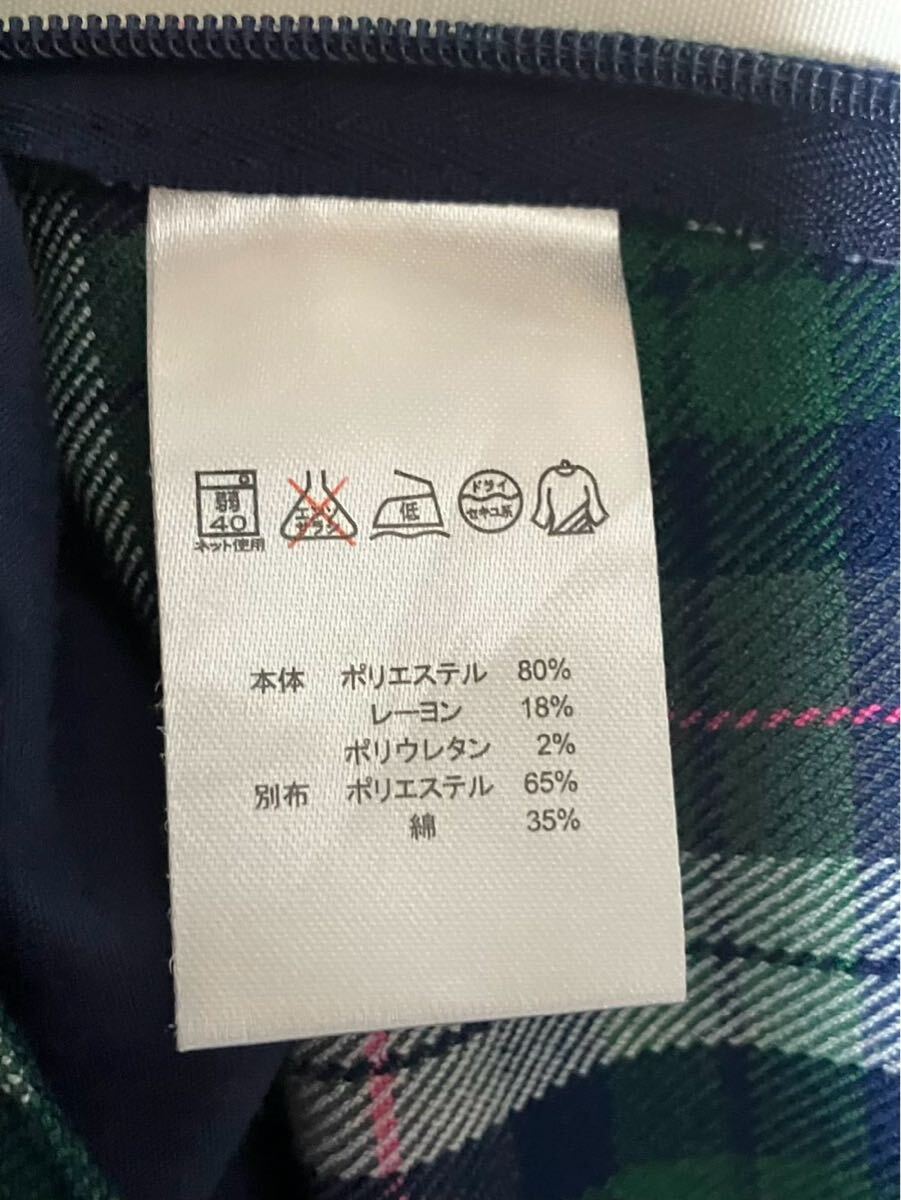 弱
40
ネット使用
エンソ
サラシ
低
ドライ
セキユ系
本体 ポリエステル 80%
レーヨン 18%
ポリウレタン 2%
別布 ポリエステル 65%
綿 35%